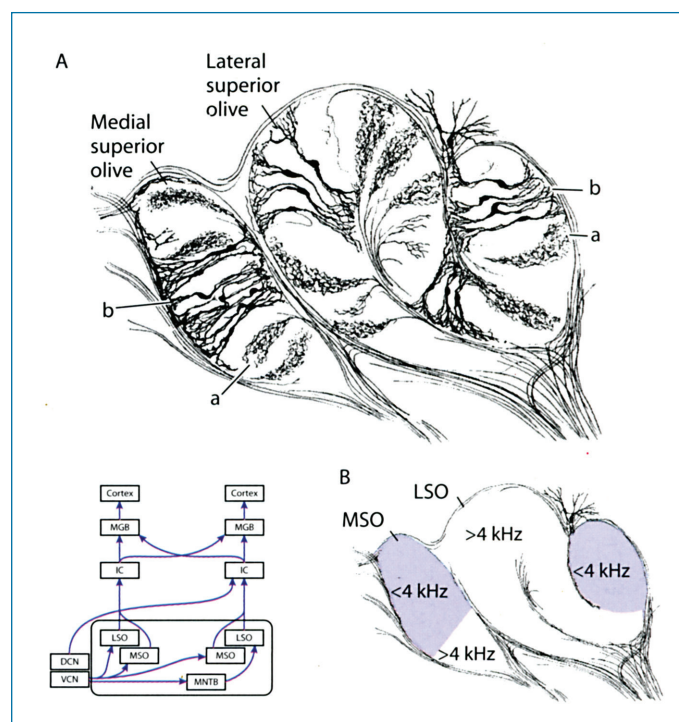 A
Lateral
superior
olive
Medial
superior
olive
b
a
b
a
Cortex
Cortex
MGB
MGB
IC
IC
LSO
MSO
LSO
MSO
DCN
VCN
MNTB
B
LSO
MSO
>4 kHz
<4 kHz
<4 kHz
>4 kHz